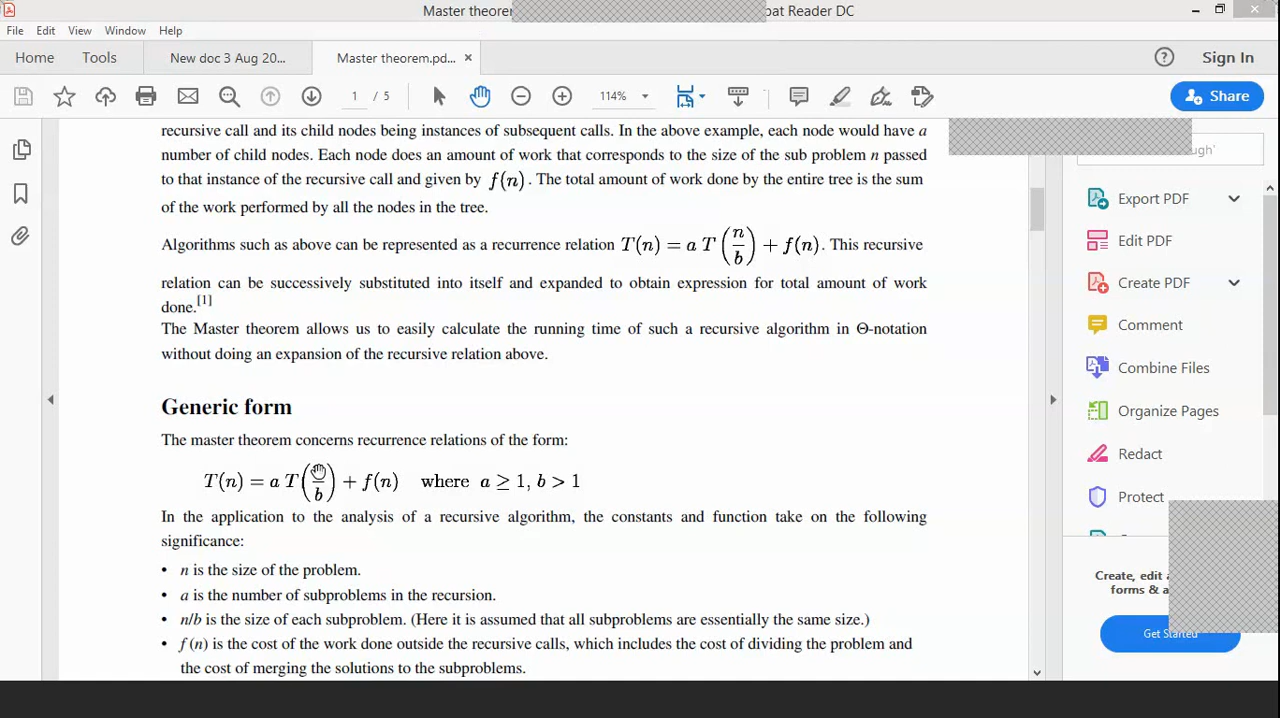 Master theorem
bat Reader DC
File Edit View Window Help
Home Tools New doc 3 Aug 20... Master theorem.pd... × Sign In
1 / 5 114% Share
recursive call and its child nodes being instances of subsequent calls. In the above example, each node would have a
number of child nodes. Each node does an amount of work that corresponds to the size of the sub problem n passed
to that instance of the recursive call and given by f(n). The total amount of work done by the entire tree is the sum
of the work performed by all the nodes in the tree.
Algorithms such as above can be represented as a recurrence relation T(n) = a T(n/b) + f(n). This recursive
relation can be successively substituted into itself and expanded to obtain expression for total amount of work
done.[1]
The Master theorem allows us to easily calculate the running time of such a recursive algorithm in Θ-notation
without doing an expansion of the recursive relation above.
Generic form
The master theorem concerns recurrence relations of the form:
T(n) = a T( /b) + f(n) where a ≥ 1, b > 1
In the application to the analysis of a recursive algorithm, the constants and function take on the following
significance:
• n is the size of the problem.
• a is the number of subproblems in the recursion.
• n/b is the size of each subproblem. (Here it is assumed that all subproblems are essentially the same size.)
• f (n) is the cost of the work done outside the recursive calls, which includes the cost of dividing the problem and
the cost of merging the solutions to the subproblems.
Export PDF
Edit PDF
Create PDF
Comment
Combine Files
Organize Pages
Redact
Protect
Create, edit
forms &
Get Started